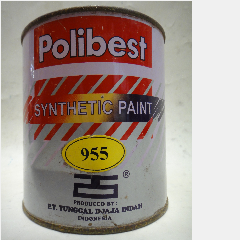 Polibest
SYNTHETIC PAINT
955
®
PRODUCED BY :
PT. TUNGGAL DJAJA INDAH
INDONESIA